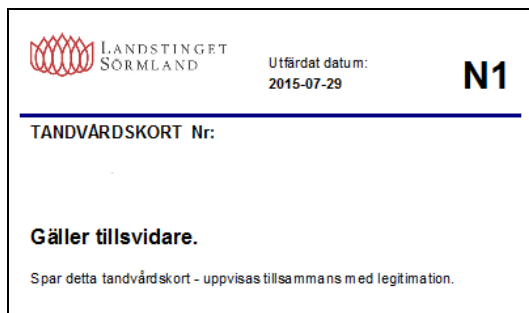 LANDSTINGET
SÖRMLAND
Utfärdat datum:
2015-07-29
N1
TANDVÅRDSKORT Nr:
Gäller tillsvidare.
Spar detta tandvårdskort - uppvisas tillsammans med legitimation.